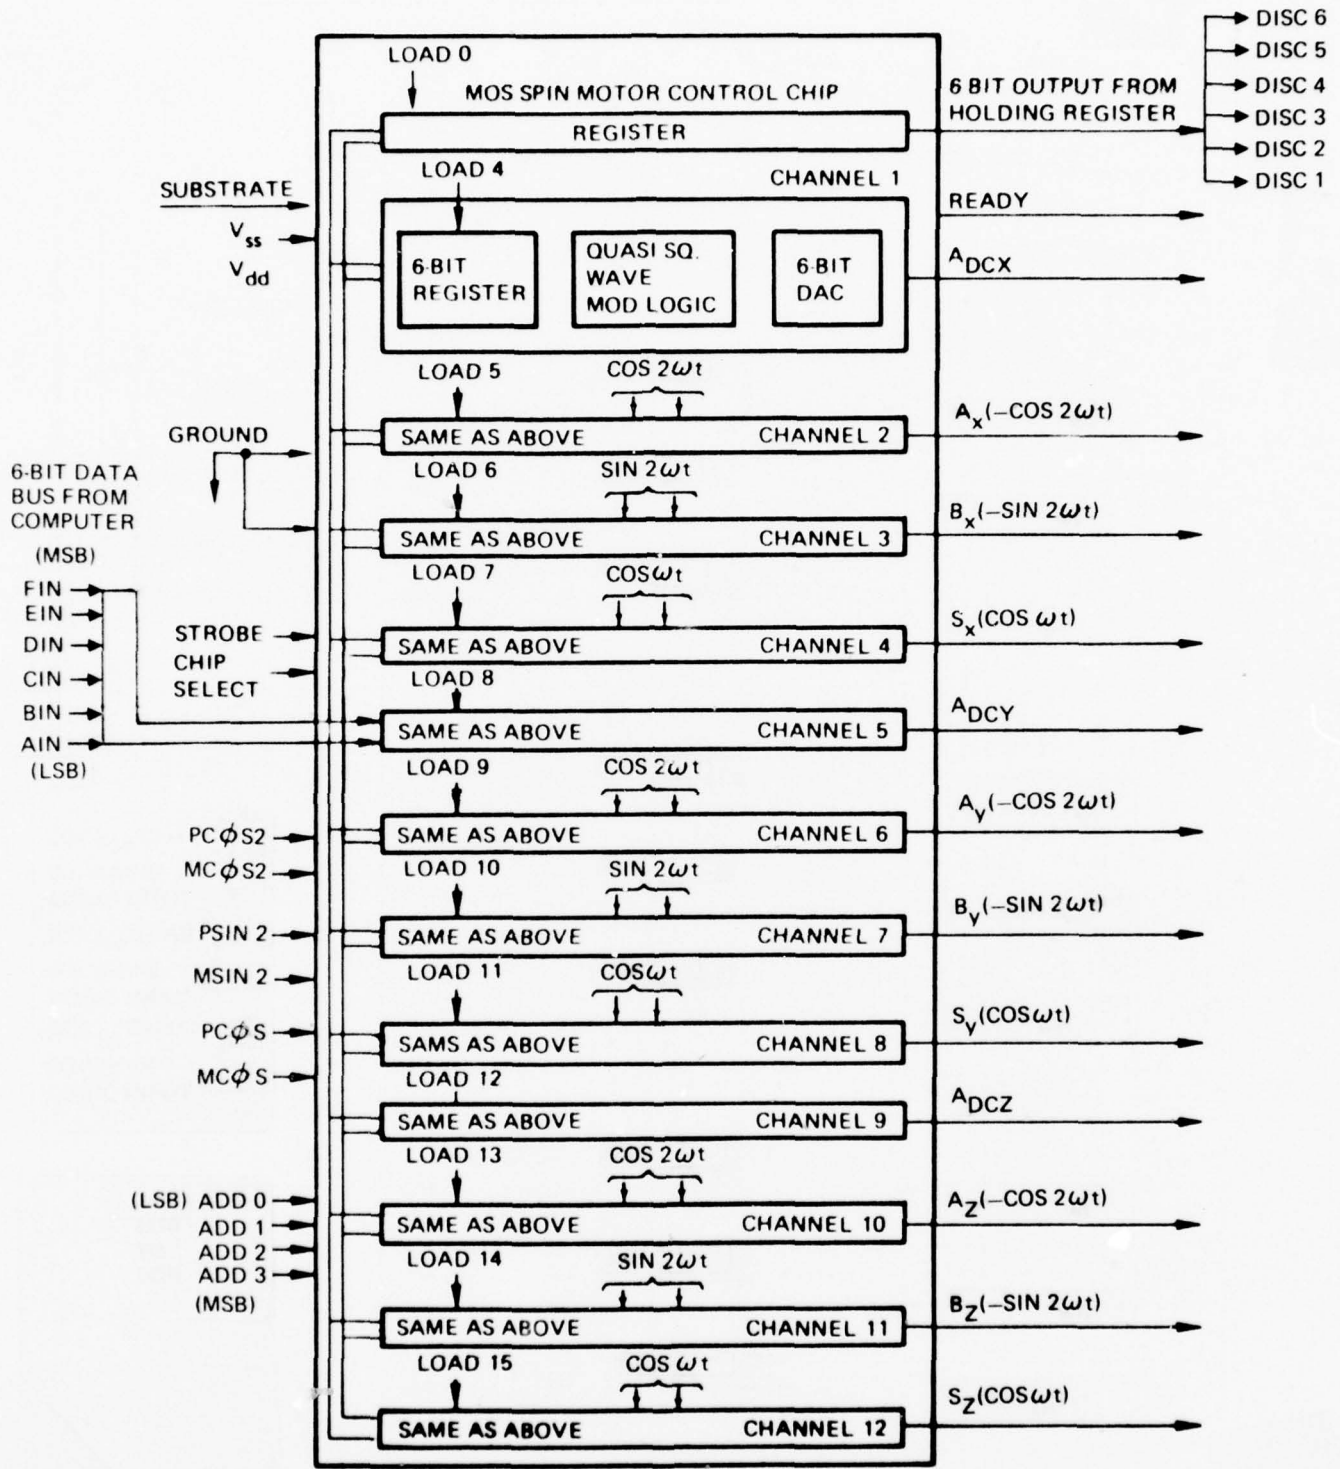 LOAD 0
MOS SPIN MOTOR CONTROL CHIP
REGISTER
6 BIT OUTPUT FROM
HOLDING REGISTER
DISC 6
DISC 5
DISC 4
DISC 3
DISC 2
DISC 1
SUBSTRATE
Vss
Vdd
LOAD 4
CHANNEL 1
6-BIT
REGISTER
QUASI SQ.
WAVE
MOD LOGIC
6-BIT
DAC
READY
ADCX
LOAD 5
COS 2ωt
SAME AS ABOVE CHANNEL 2
Ax(−COS 2ωt)
GROUND
6-BIT DATA
BUS FROM
COMPUTER
(MSB)
FIN
EIN
DIN
CIN
BIN
AIN
(LSB)
LOAD 6
SIN 2ωt
SAME AS ABOVE CHANNEL 3
Bx(−SIN 2ωt)
STROBE
CHIP
SELECT
LOAD 7
COSωt
SAME AS ABOVE CHANNEL 4
Sx(COS ωt)
LOAD 8
SAME AS ABOVE CHANNEL 5
ADCY
LOAD 9
COS 2ωt
SAME AS ABOVE CHANNEL 6
Ay(−COS 2ωt)
PCϕS2
MCϕS2
LOAD 10
SIN 2ωt
SAME AS ABOVE CHANNEL 7
By(−SIN 2ωt)
PSIN 2
MSIN 2
LOAD 11
COSωt
SAMS AS ABOVE CHANNEL 8
Sy(COSωt)
PCϕS
MCϕS
LOAD 12
SAME AS ABOVE CHANNEL 9
ADCZ
LOAD 13
COS 2ωt
SAME AS ABOVE CHANNEL 10
AZ(−COS 2ωt)
(LSB) ADD 0
ADD 1
ADD 2
ADD 3
(MSB)
LOAD 14
SIN 2ωt
SAME AS ABOVE CHANNEL 11
BZ(−SIN 2ωt)
LOAD 15
COS ωt
SAME AS ABOVE CHANNEL 12
SZ(COSωt)